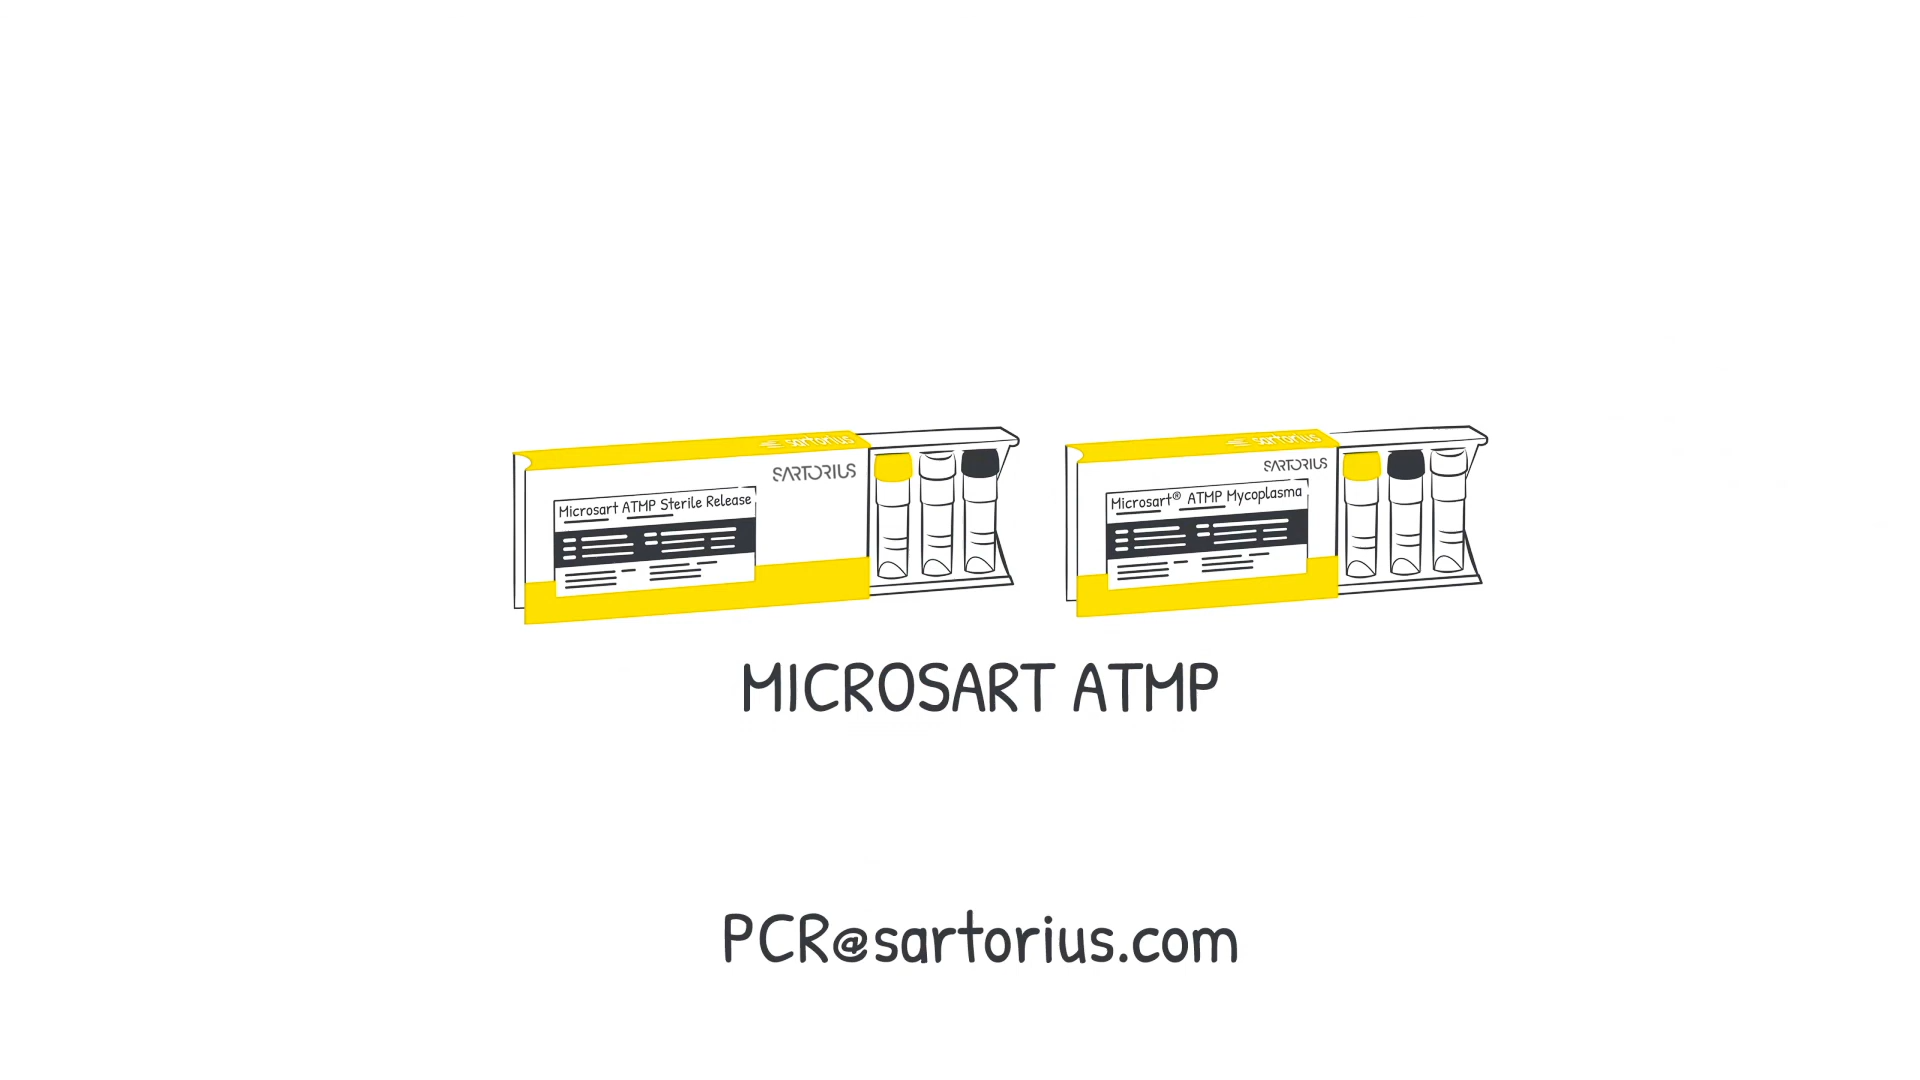 sartorius
SARTORIUS
Microsart ATMP Sterile Release
sartorius
SARTORIUS
Microsart® ATMP Mycoplasma
MICROSART ATMP
PCR@sartorius.com